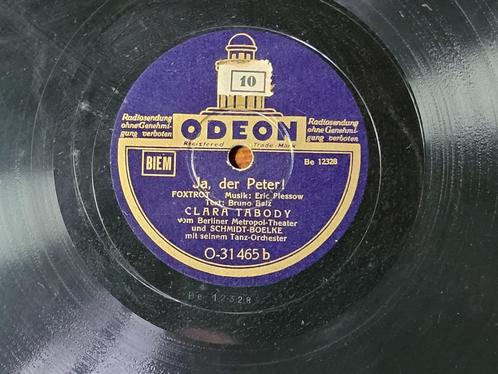 10
Radiosendung
ohne Genehmi-
gung verboten
ODEON
Radiosendung
ohne Genehmi-
gung verboten
Registered Trade-Mark
BIEM
Be 12328
Ja, der Peter!
FOXTROT Musik: Eric Plessow
Text: Bruno Balz
CLARA TABODY
vom Berliner Metropol-Theater
und SCHMIDT-BOELKE
mit seinem Tanz-Orchester
O-31465 b
Be 12328